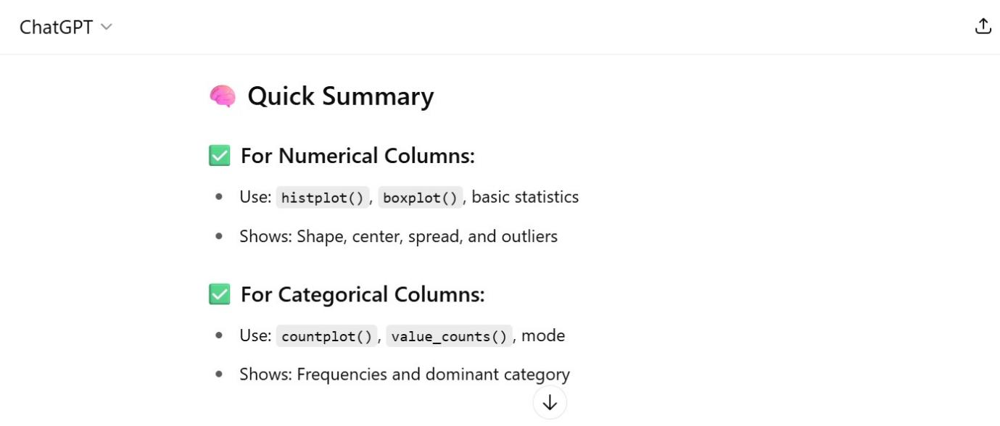 ChatGPT
Quick Summary
For Numerical Columns:
Use: histplot(), boxplot(), basic statistics
Shows: Shape, center, spread, and outliers
For Categorical Columns:
Use: countplot(), value_counts(), mode
Shows: Frequencies and dominant category